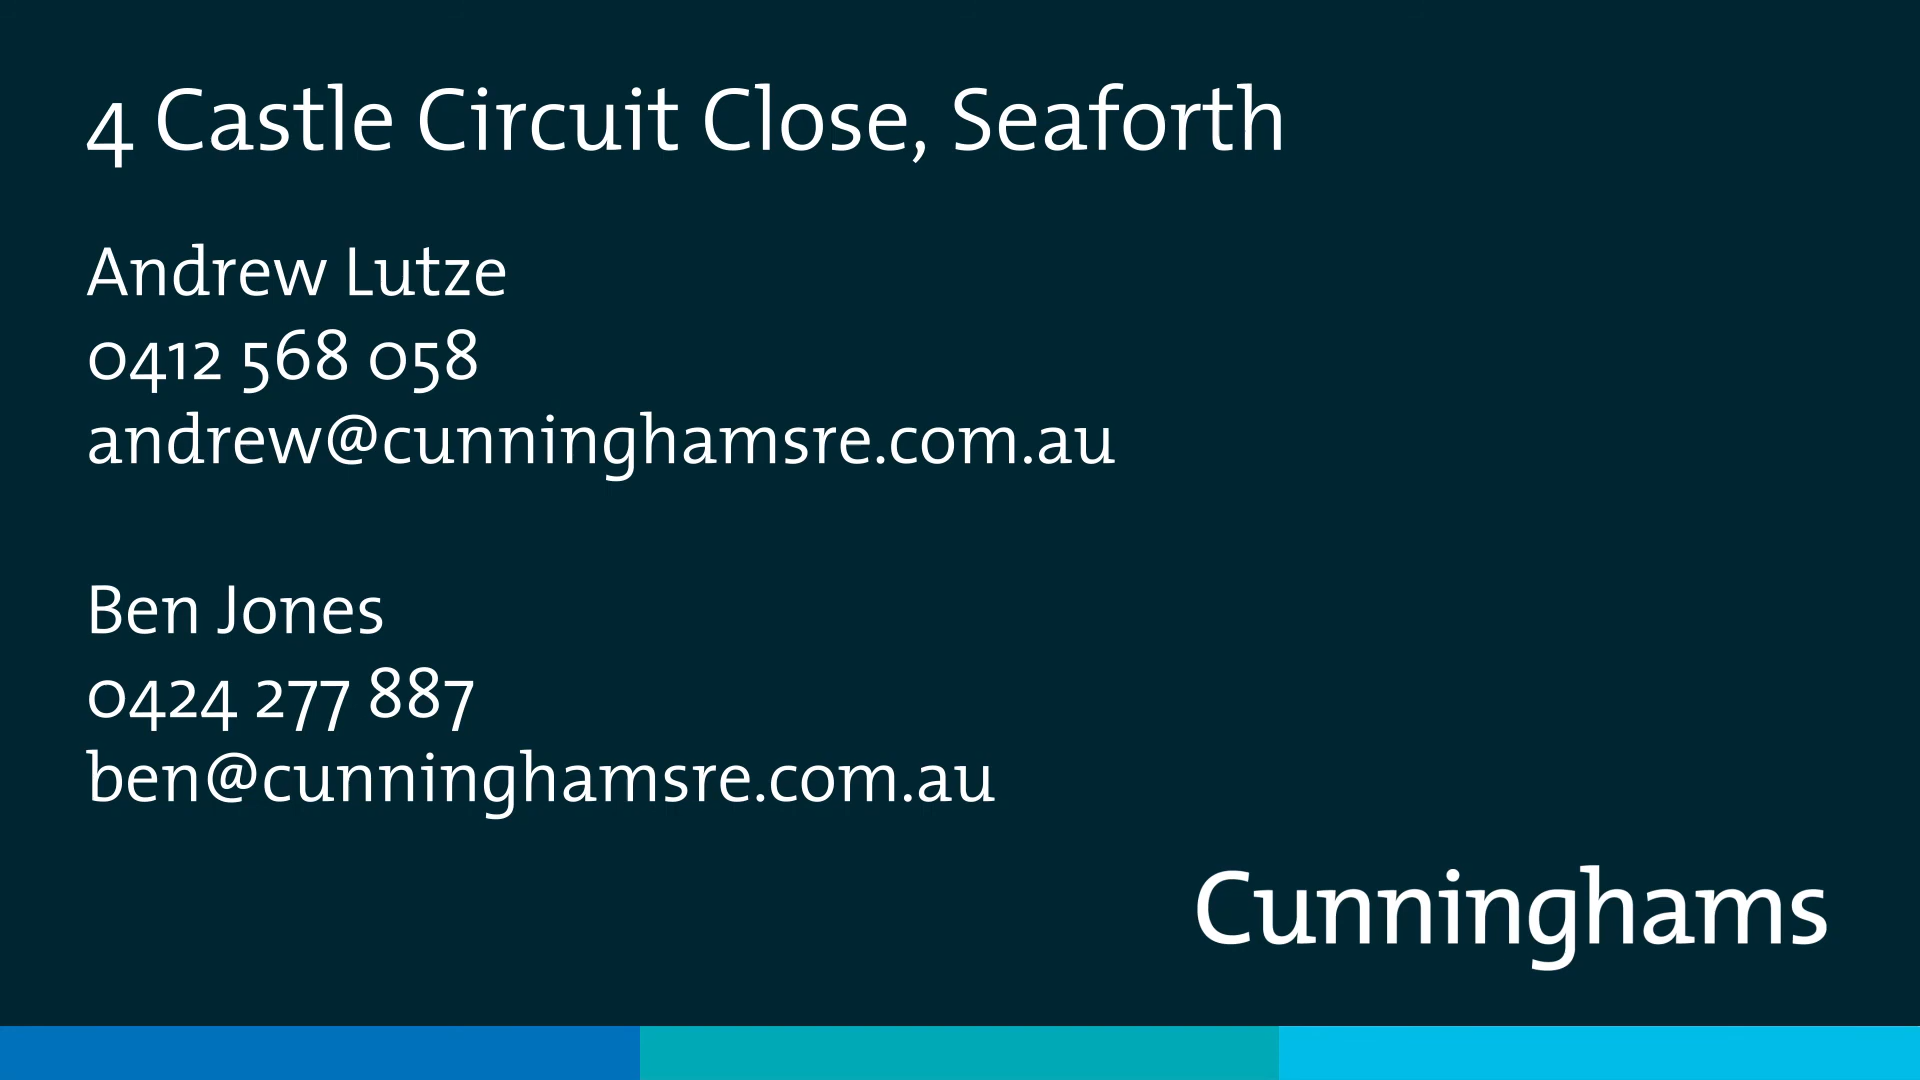 4 Castle Circuit Close, Seaforth
Andrew Lutze
0412 568 058
andrew@cunninghamsre.com.au
Ben Jones
0424 277 887
ben@cunninghamsre.com.au
Cunninghams